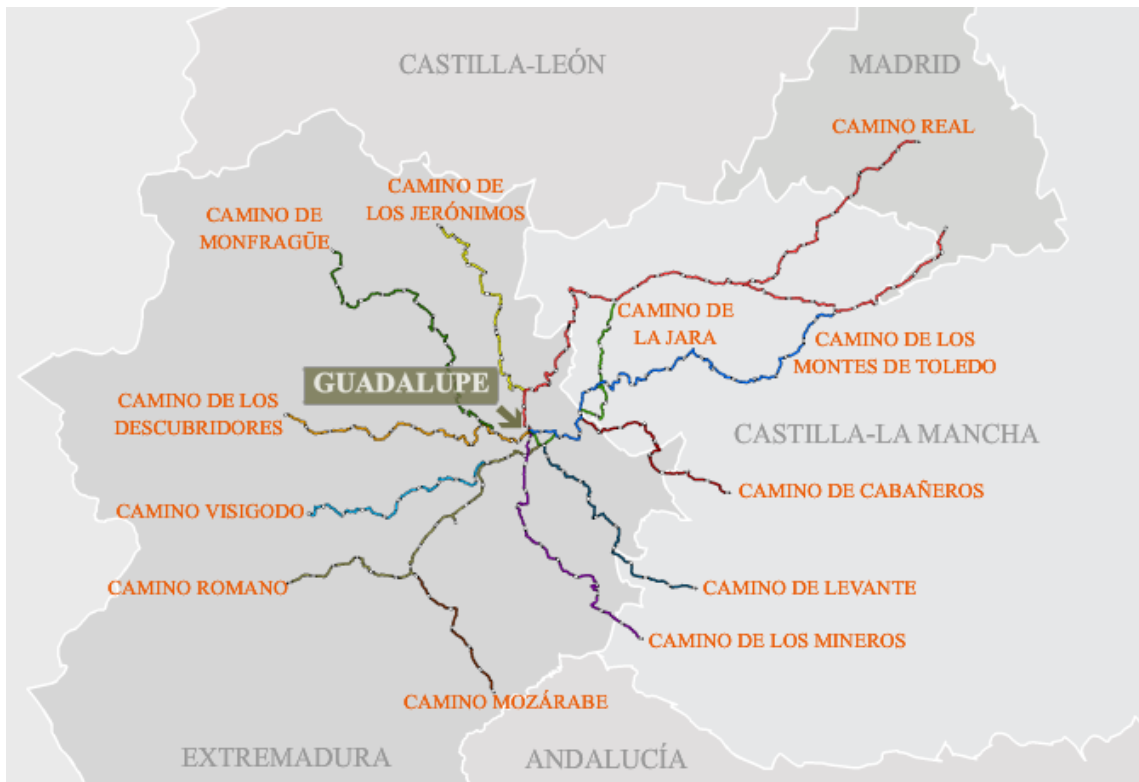 CASTILLA-LEÓN
MADRID
CAMINO REAL
CAMINO DE
LOS JERÓNIMOS
CAMINO DE
MONFRAGÜE
CAMINO DE
LA JARA
CAMINO DE LOS
MONTES DE TOLEDO
GUADALUPE
CAMINO DE LOS
DESCUBRIDORES
CASTILLA-LA MANCHA
CAMINO DE CABAÑEROS
CAMINO VISIGODO
CAMINO ROMANO
CAMINO DE LEVANTE
CAMINO DE LOS MINEROS
CAMINO MOZÁRABE
EXTREMADURA
ANDALUCÍA